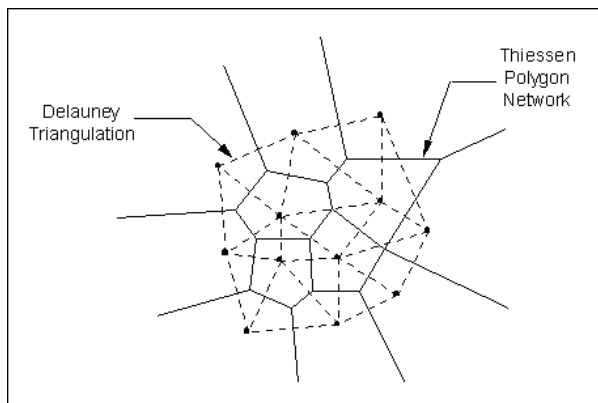 Delauney
Triangulation
Thiessen
Polygon
Network